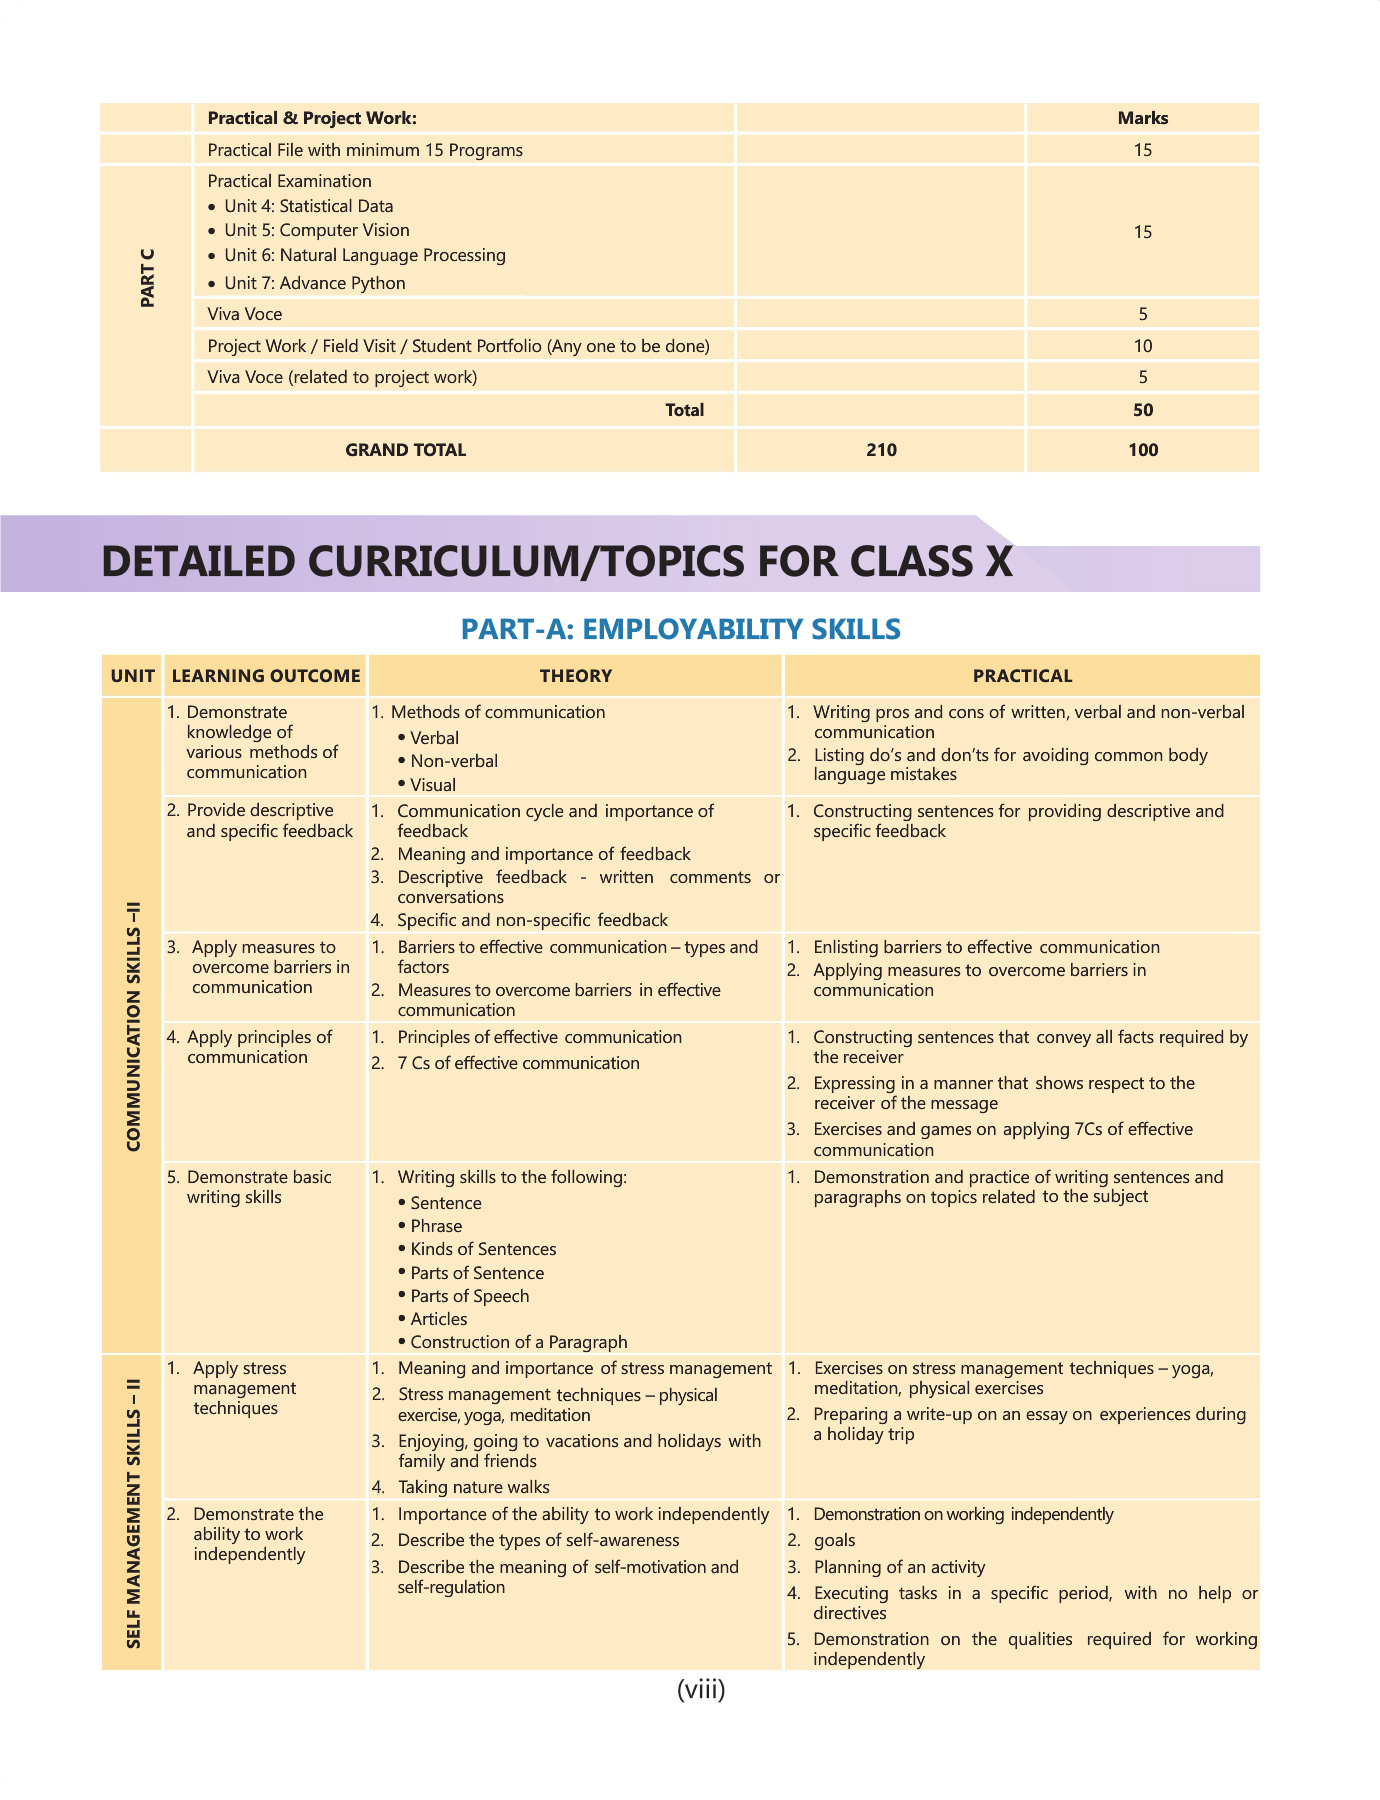 Practical & Project Work: Marks
Practical File with minimum 15 Programs 15
PART C
Practical Examination
• Unit 4: Statistical Data
• Unit 5: Computer Vision
• Unit 6: Natural Language Processing
• Unit 7: Advance Python
15
Viva Voce 5
Project Work / Field Visit / Student Portfolio (Any one to be done) 10
Viva Voce (related to project work) 5
Total 50
GRAND TOTAL 210 100
DETAILED CURRICULUM/TOPICS FOR CLASS X
PART-A: EMPLOYABILITY SKILLS
UNIT LEARNING OUTCOME THEORY PRACTICAL
COMMUNICATION SKILLS –II
1. Demonstrate
knowledge of
various methods of
communication
1. Methods of communication
• Verbal
• Non-verbal
• Visual
1. Writing pros and cons of written, verbal and non-verbal
communication
2. Listing do's and don'ts for avoiding common body
language mistakes
2. Provide descriptive
and specific feedback
1. Communication cycle and importance of
feedback
2. Meaning and importance of feedback
3. Descriptive feedback - written comments or
conversations
4. Specific and non-specific feedback
1. Constructing sentences for providing descriptive and
specific feedback
3. Apply measures to
overcome barriers in
communication
1. Barriers to effective communication – types and
factors
2. Measures to overcome barriers in effective
communication
1. Enlisting barriers to effective communication
2. Applying measures to overcome barriers in
communication
4. Apply principles of
communication
1. Principles of effective communication
2. 7 Cs of effective communication
1. Constructing sentences that convey all facts required by
the receiver
2. Expressing in a manner that shows respect to the
receiver of the message
3. Exercises and games on applying 7Cs of effective
communication
5. Demonstrate basic
writing skills
1. Writing skills to the following:
• Sentence
• Phrase
• Kinds of Sentences
• Parts of Sentence
• Parts of Speech
• Articles
• Construction of a Paragraph
1. Demonstration and practice of writing sentences and
paragraphs on topics related to the subject
SELF MANAGEMENT SKILLS – II
1. Apply stress
management
techniques
1. Meaning and importance of stress management
2. Stress management techniques – physical
exercise, yoga, meditation
3. Enjoying, going to vacations and holidays with
family and friends
4. Taking nature walks
1. Exercises on stress management techniques – yoga,
meditation, physical exercises
2. Preparing a write-up on an essay on experiences during
a holiday trip
2. Demonstrate the
ability to work
independently
1. Importance of the ability to work independently
2. Describe the types of self-awareness
3. Describe the meaning of self-motivation and
self-regulation
1. Demonstration on working independently
2. goals
3. Planning of an activity
4. Executing tasks in a specific period, with no help or
directives
5. Demonstration on the qualities required for working
independently
(viii)